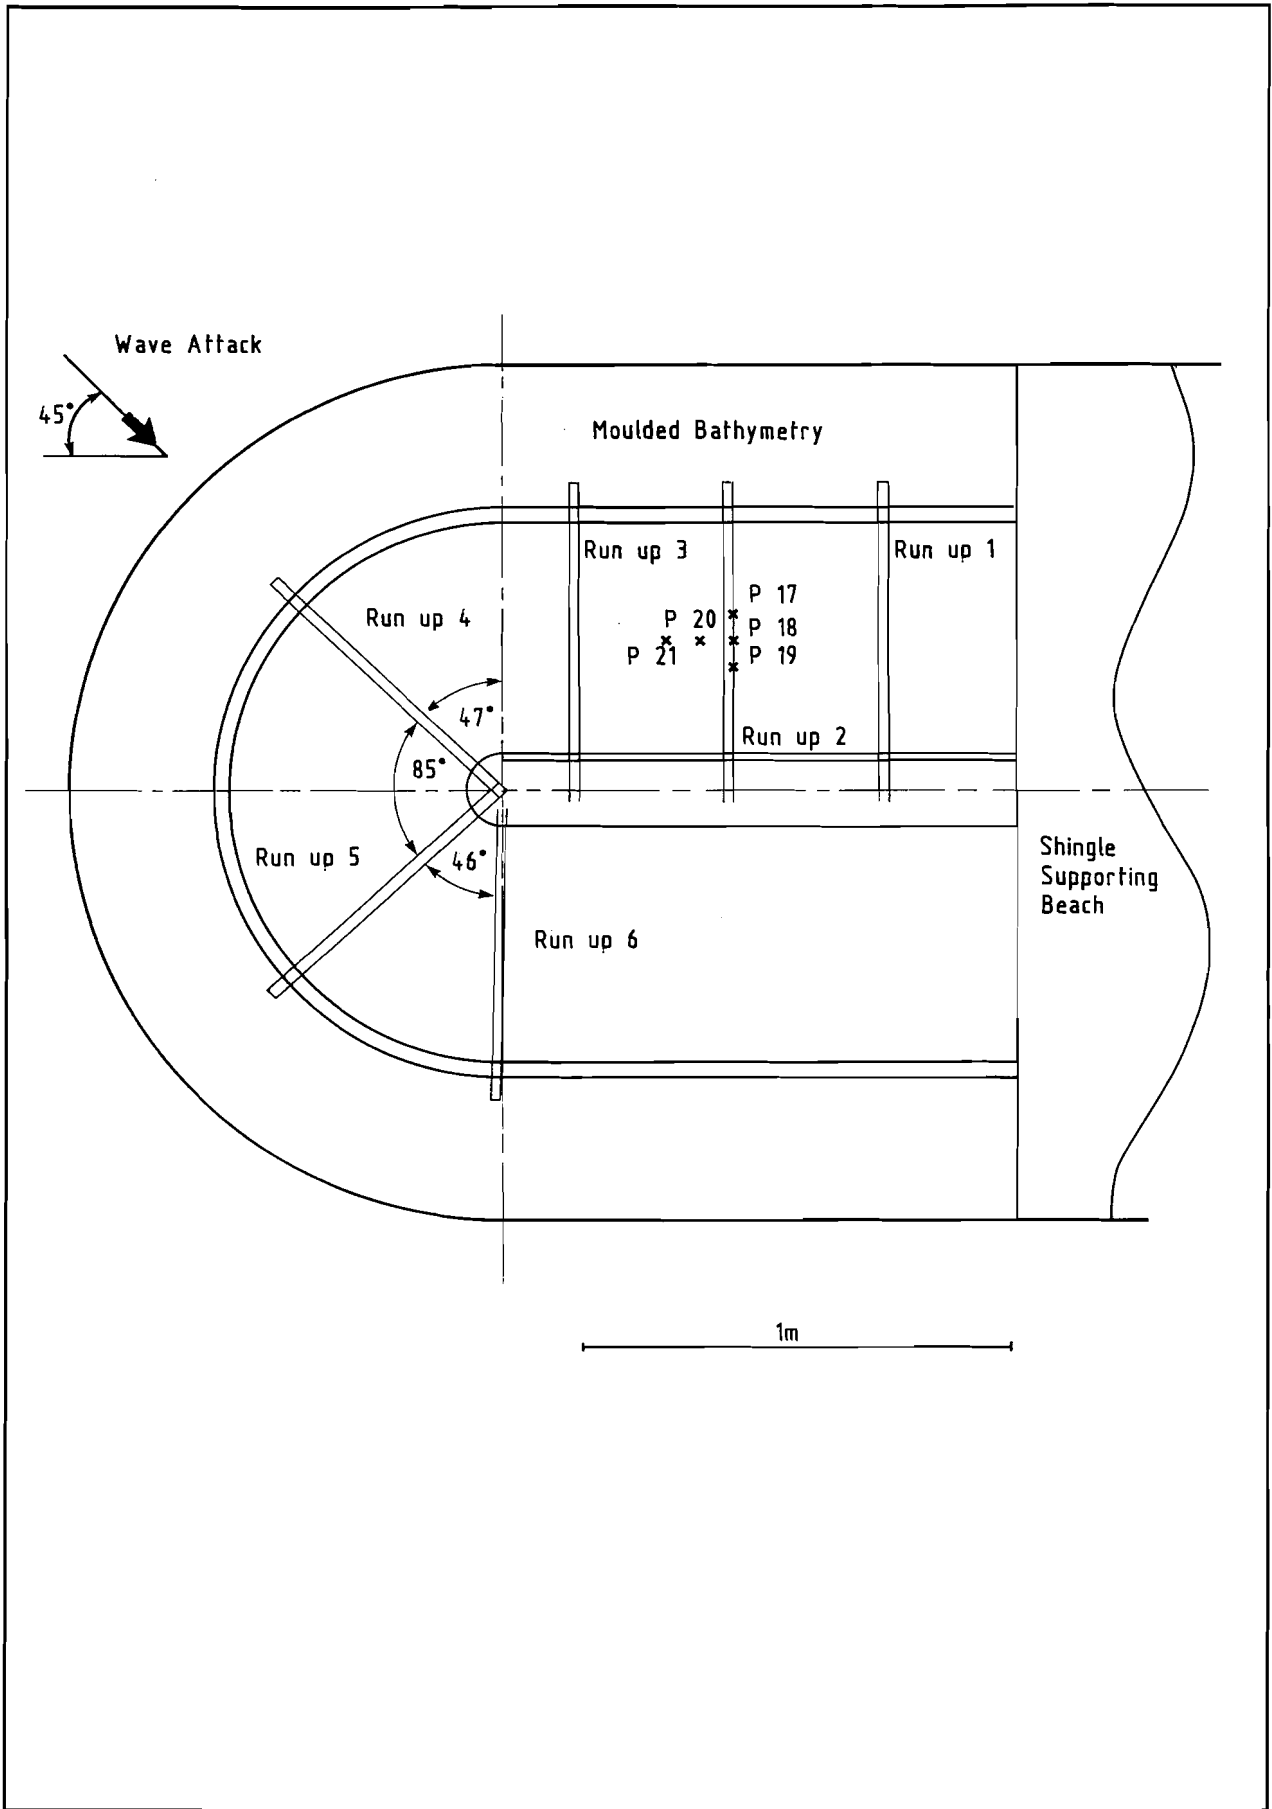 Wave Attack
45°
Moulded Bathymetry
Run up 3
Run up 1
P 17
Run up 4
P 20
P 18
P 21
P 19
47°
Run up 2
85°
Run up 5
46°
Shingle
Supporting
Beach
Run up 6
1m